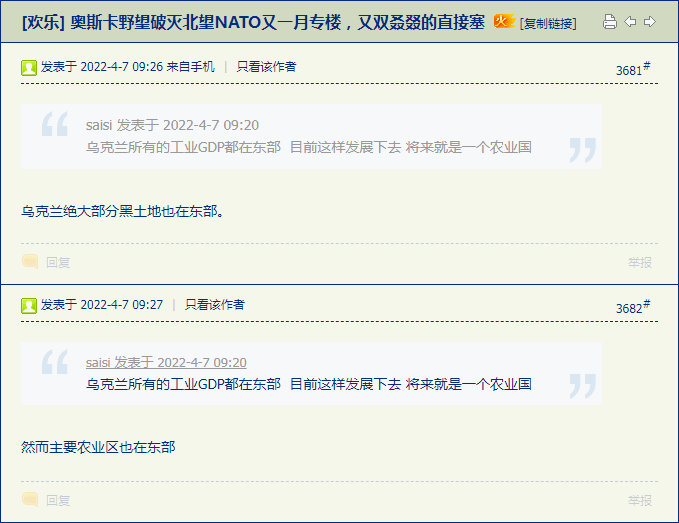 [欢乐] 奥斯卡野望破灭北望NATO又一月专楼，又双叒叕的直接塞 火 [复制链接]
发表于 2022-4-7 09:26 来自手机 | 只看该作者 3681#
saisi 发表于 2022-4-7 09:20
乌克兰所有的工业GDP都在东部 目前这样发展下去 将来就是一个农业国
乌克兰绝大部分黑土地也在东部。
回复 举报
发表于 2022-4-7 09:27 | 只看该作者 3682#
saisi 发表于 2022-4-7 09:20
乌克兰所有的工业GDP都在东部 目前这样发展下去 将来就是一个农业国
然而主要农业区也在东部
回复 举报